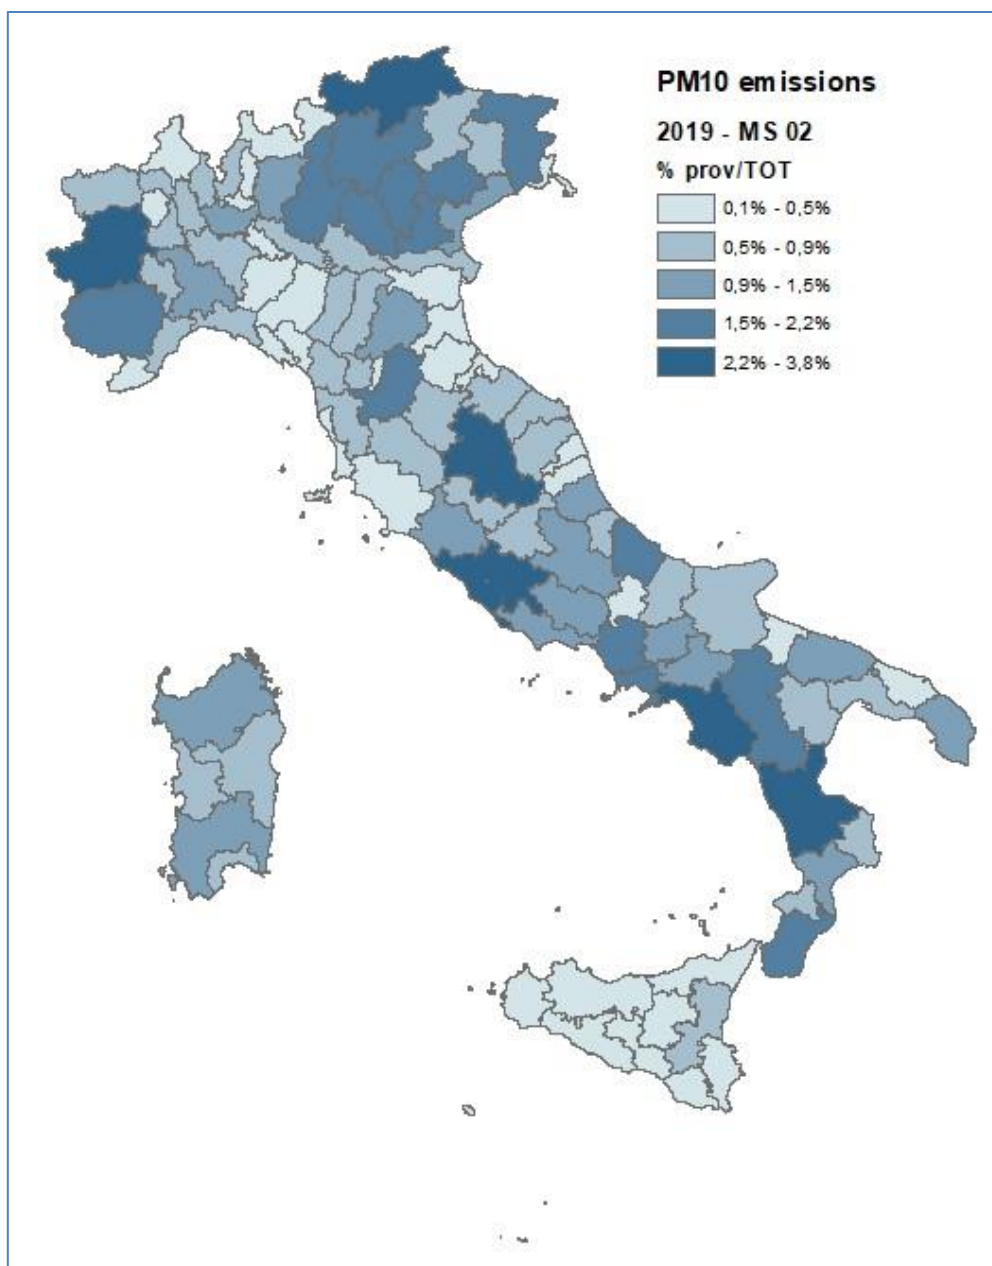 PM10 emissions
2019 - MS 02
% prov/TOT
0,1% - 0,5%
0,5% - 0,9%
0,9% - 1,5%
1,5% - 2,2%
2,2% - 3,8%